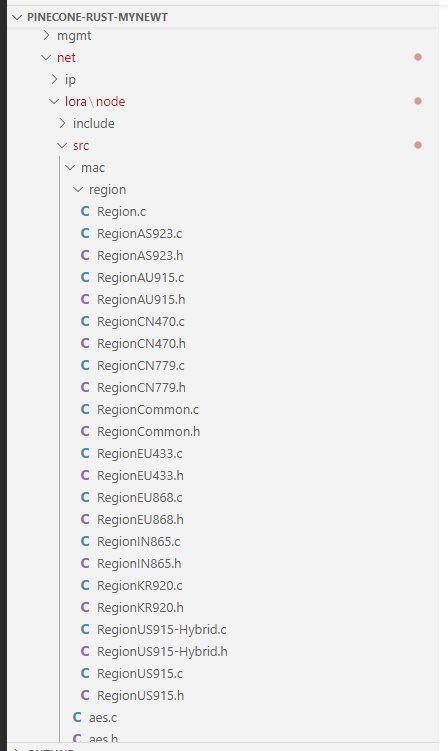 PINECONE-RUST-MYNEWT
mgmt
net
ip
lora\node
include
src
mac
region
C Region.c
C RegionAS923.c
C RegionAS923.h
C RegionAU915.c
C RegionAU915.h
C RegionCN470.c
C RegionCN470.h
C RegionCN779.c
C RegionCN779.h
C RegionCommon.c
C RegionCommon.h
C RegionEU433.c
C RegionEU433.h
C RegionEU868.c
C RegionEU868.h
C RegionIN865.c
C RegionIN865.h
C RegionKR920.c
C RegionKR920.h
C RegionUS915-Hybrid.c
C RegionUS915-Hybrid.h
C RegionUS915.c
C RegionUS915.h
C aes.c
C aes.h